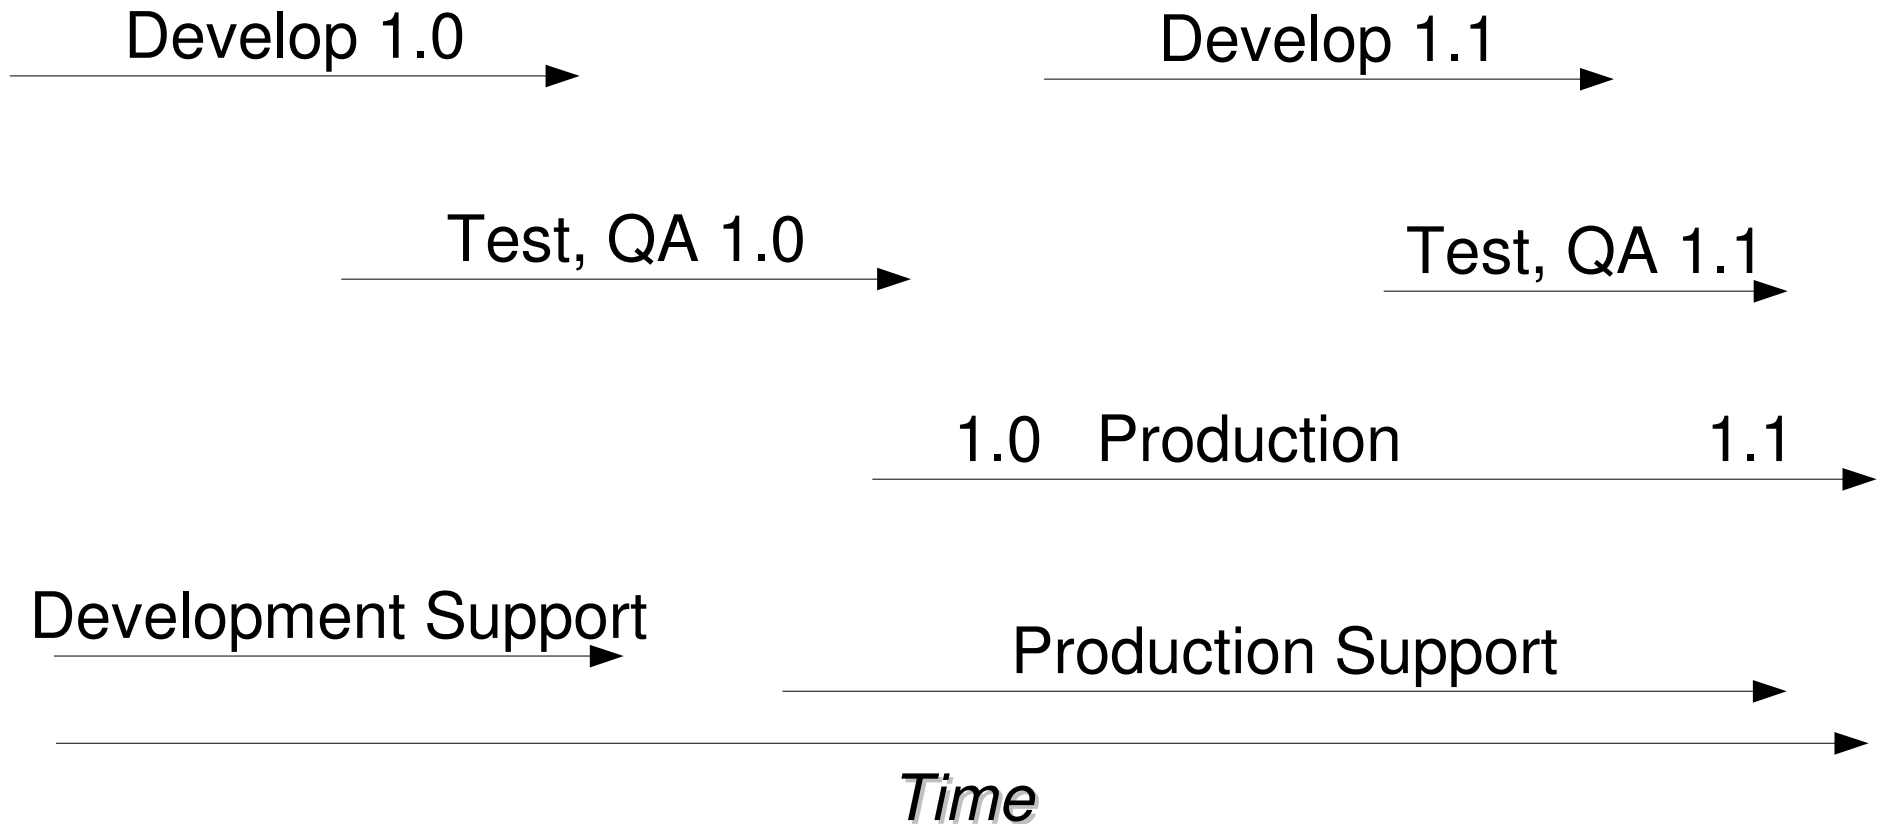 Develop 1.0
Develop 1.1
Test, QA 1.0
Test, QA 1.1
1.0 Production 1.1
Development Support
Production Support
Time